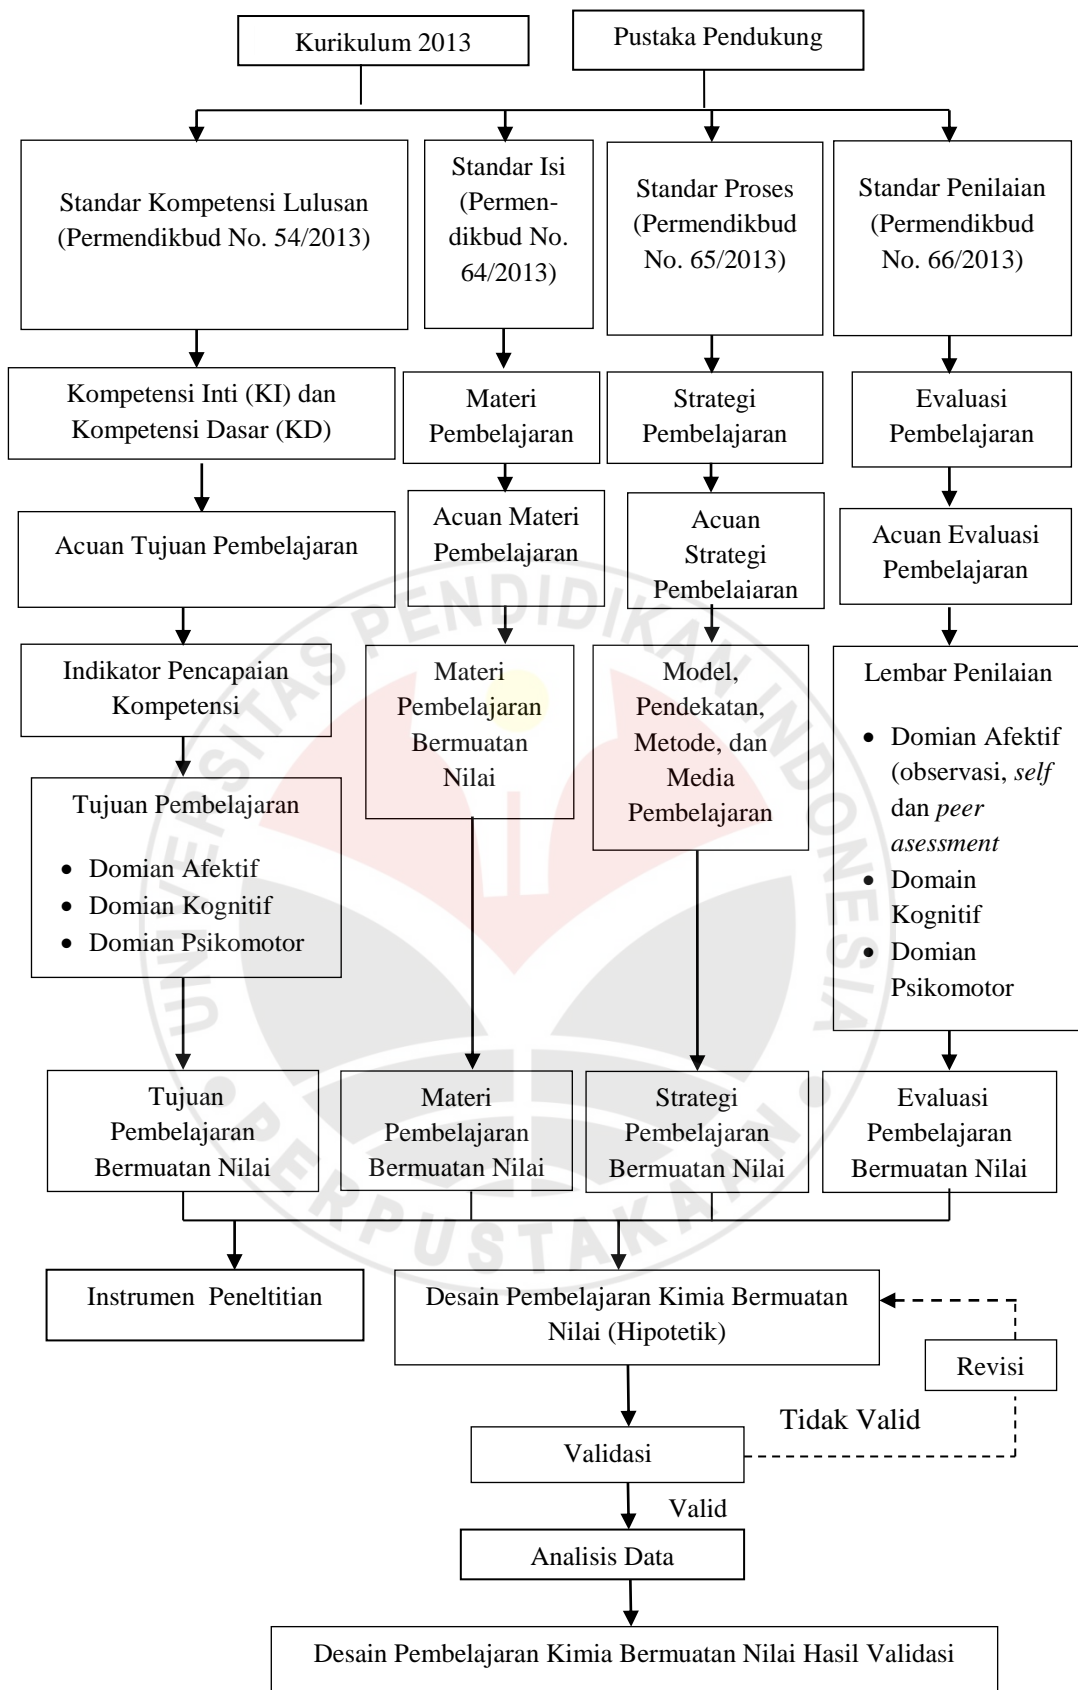 Kurikulum 2013
Pustaka Pendukung
Standar Kompetensi Lulusan
(Permendikbud No. 54/2013)
Standar Isi
(Permen-
dikbud No.
64/2013)
Standar Proses
(Permendikbud
No. 65/2013)
Standar Penilaian
(Permendikbud
No. 66/2013)
Kompetensi Inti (KI) dan
Kompetensi Dasar (KD)
Materi
Pembelajaran
Strategi
Pembelajaran
Evaluasi
Pembelajaran
Acuan Tujuan Pembelajaran
Acuan Materi
Pembelajaran
Acuan
Strategi
Pembelajaran
Acuan Evaluasi
Pembelajaran
Indikator Pencapaian
Kompetensi
Materi
Pembelajaran
Bermuatan
Nilai
Model,
Pendekatan,
Metode, dan
Media
Pembelajaran
Lembar Penilaian
• Domian Afektif
(observasi, self
dan peer
asessment
• Domain
Kognitif
• Domian
Psikomotor
Tujuan Pembelajaran
• Domian Afektif
• Domian Kognitif
• Domian Psikomotor
Tujuan
Pembelajaran
Bermuatan Nilai
Materi
Pembelajaran
Bermuatan Nilai
Strategi
Pembelajaran
Bermuatan Nilai
Evaluasi
Pembelajaran
Bermuatan Nilai
Instrumen Peneltitian
Desain Pembelajaran Kimia Bermuatan
Nilai (Hipotetik)
Revisi
Tidak Valid
Validasi
Valid
Analisis Data
Desain Pembelajaran Kimia Bermuatan Nilai Hasil Validasi
UNIVERSITAS PENDIDIKAN INDONESIA
PERPUSTAKAAN